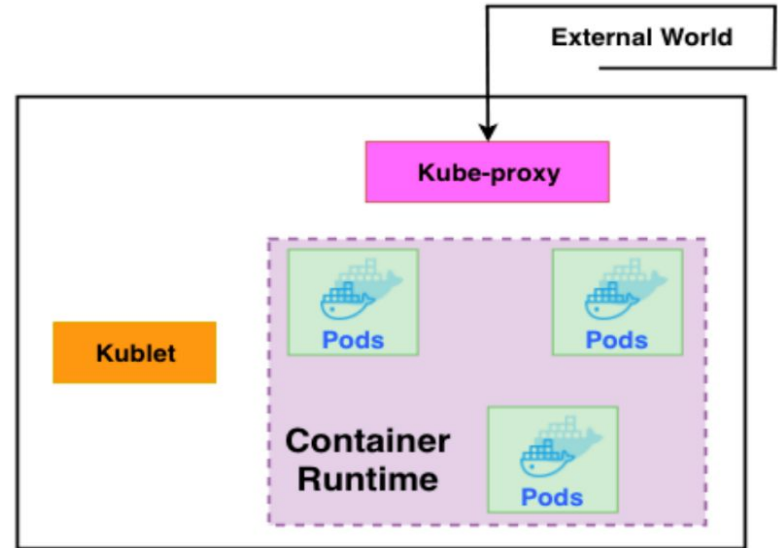 External World
Kube-proxy
Pods
Pods
Kublet
Container
Runtime
Pods